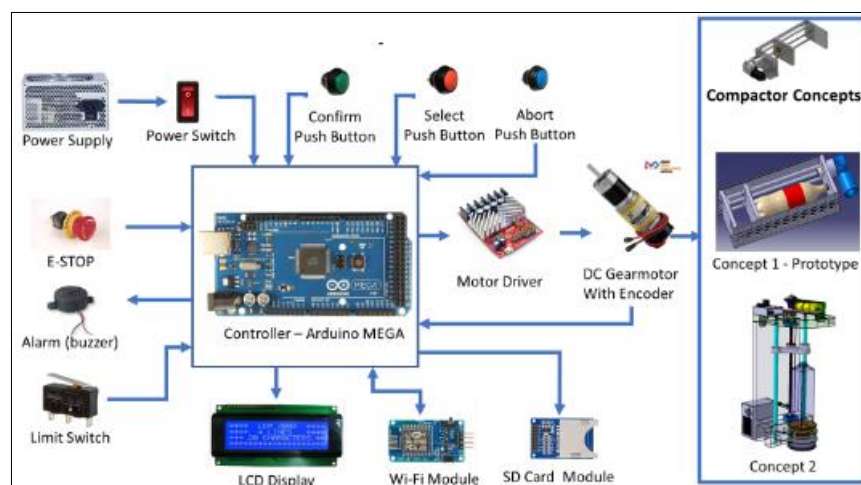 Compactor Concepts
Power Supply
Power Switch
Confirm
Push Button
Select
Push Button
Abort
Push Button
E-STOP
Motor Driver
DC Gearmotor
With Encoder
Concept 1 - Prototype
MEGA
ARDUINO
Alarm (buzzer)
Controller – Arduino MEGA
Limit Switch
LCD Display
Wi-Fi Module
SD Card Module
Concept 2